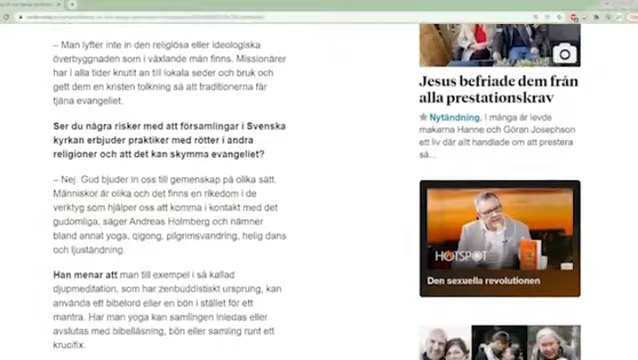 – Man lyfter inte in den religiösa eller ideologiska
överbyggnaden som i växlande mån finns. Missionärer
har i alla tider knutit an till lokala seder och bruk och
gett dem en kristen tolkning så att traditionerna får
tjäna evangeliet.
Ser du några risker med att församlingar i Svenska
kyrkan erbjuder praktiker med rötter i andra
religioner och att det kan skymma evangeliet?
– Nej. Gud bjuder in oss till gemenskap på olika sätt.
Människor är olika och det finns en rikedom i de
verktyg som hjälper oss att komma i kontakt med det
gudomliga, säger Andreas Holmberg och nämner
bland annat yoga, qigong, pilgrimsvandring, helig dans
och ljuständning.
Han menar att man till exempel i så kallad
djupmeditation, som har zenbuddistiskt ursprung, kan
använda ett bibelord eller en bön i stället för ett
mantra. Har man yoga kan samlingen inledas eller
avslutas med bibelläsning, bön eller samling runt ett
krucifix.
Jesus befriade dem från
alla prestationskrav
Nytändning. I många år levde
makarna Hanne och Göran Josephson
ett liv där allt handlade om att prestera
så...
HOTSPOT
Den sexuella revolutionen